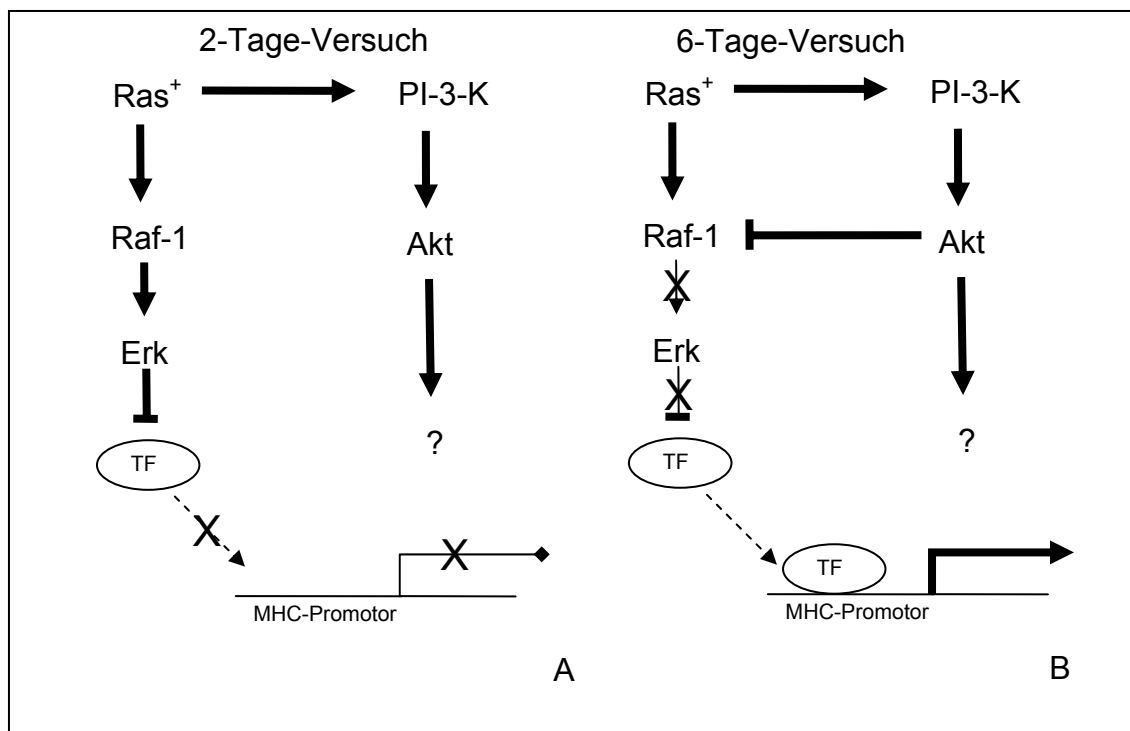 2-Tage-Versuch
Ras+
PI-3-K
Raf-1
Akt
Erk
X
?
TF
X
X
MHC-Promotor
A
6-Tage-Versuch
Ras+
PI-3-K
Raf-1
Akt
X
Erk
X
?
TF
TF
MHC-Promotor
B